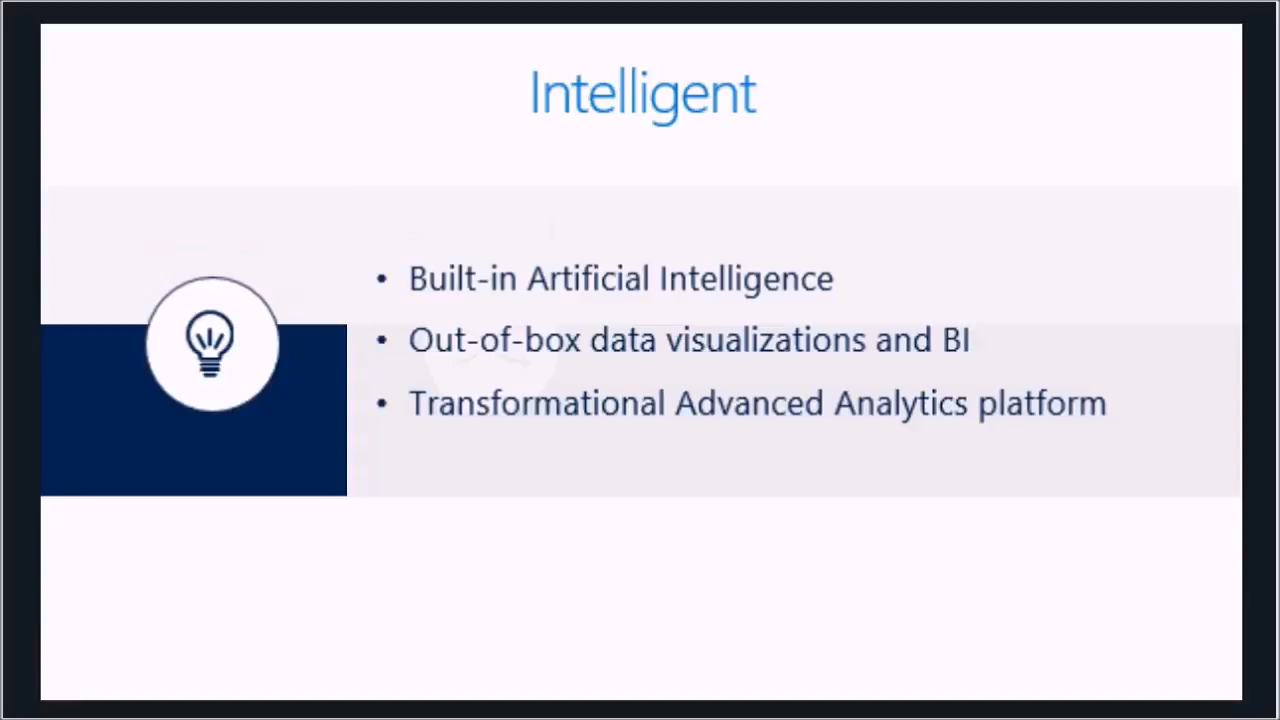 Intelligent
• Built-in Artificial Intelligence
• Out-of-box data visualizations and BI
• Transformational Advanced Analytics platform